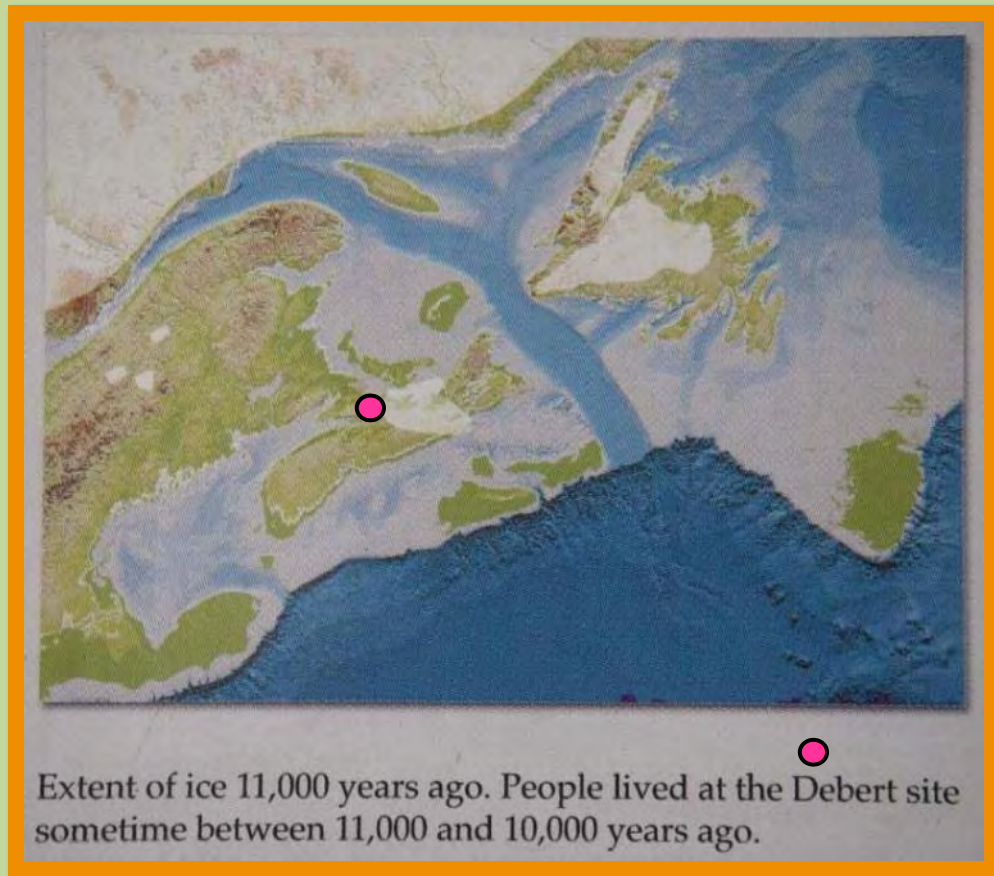 Extent of ice 11,000 years ago. People lived at the Debert site
sometime between 11,000 and 10,000 years ago.